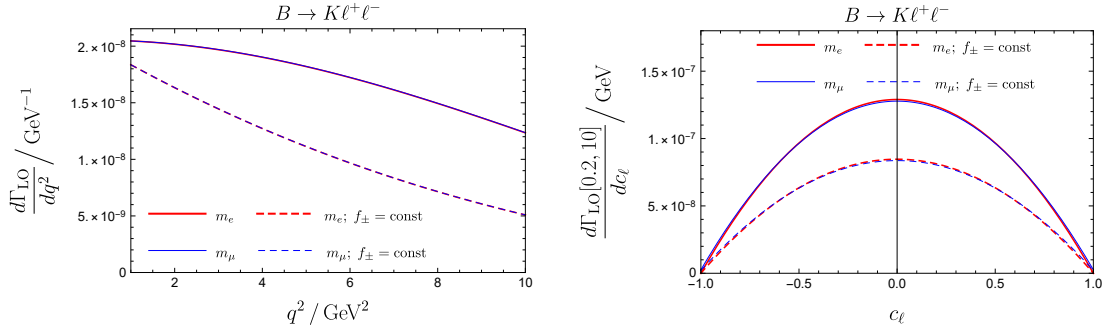 B → Kℓ⁺ℓ⁻
dΓ_LO/dq² / GeV⁻¹
2.×10⁻⁸
1.5×10⁻⁸
1.×10⁻⁸
5.×10⁻⁹
0
m_e
m_e; f_± = const
m_μ
m_μ; f_± = const
2 4 6 8 10
q² / GeV²
B → Kℓ⁺ℓ⁻
dΓ_LO[0.2, 10]/dc_ℓ / GeV
m_e
m_e; f_± = const
m_μ
m_μ; f_± = const
1.5×10⁻⁷
1.×10⁻⁷
5.×10⁻⁸
0
−1.0 −0.5 0.0 0.5 1.0
c_ℓ